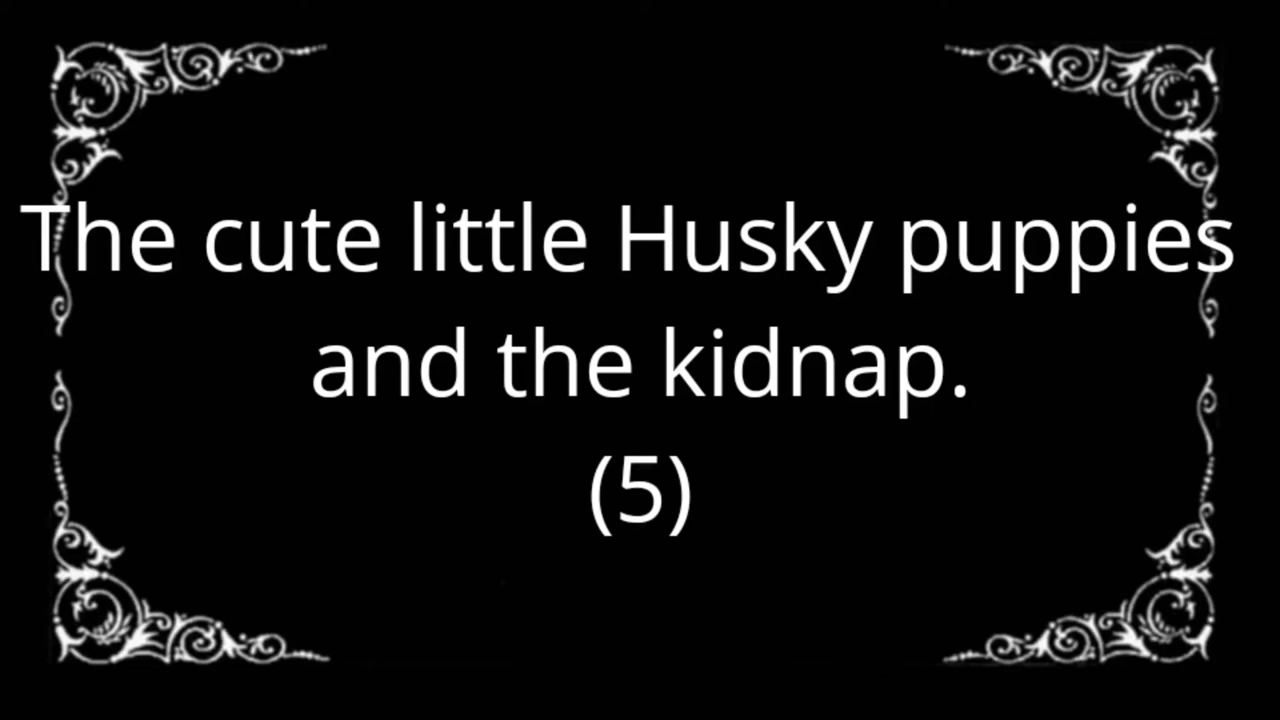 The cute little Husky puppies
and the kidnap.
(5)